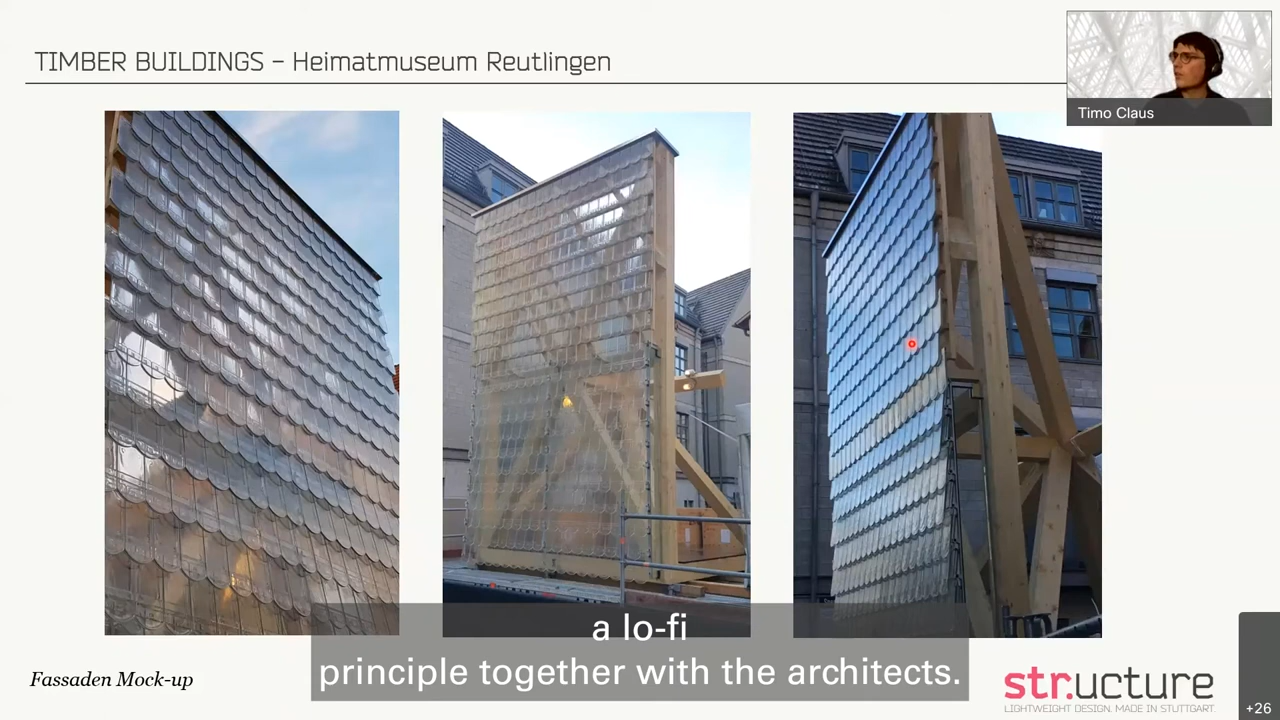 TIMBER BUILDINGS – Heimatmuseum Reutlingen
Timo Claus
a lo-fi
principle together with the architects.
Fassaden Mock-up
str.ucture
LIGHTWEIGHT DESIGN. MADE IN STUTTGART.
+26